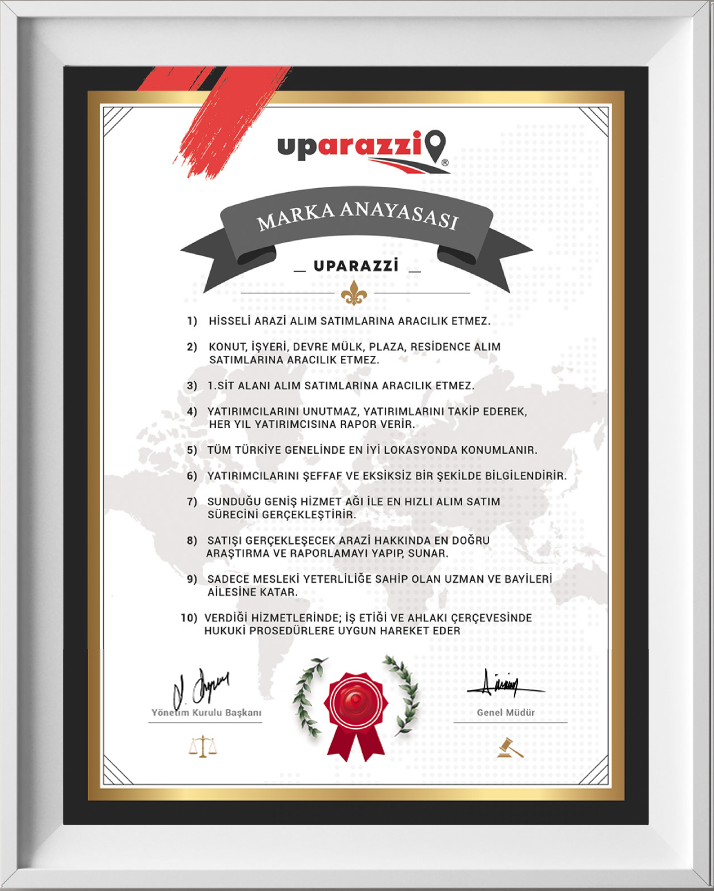 uparazzi®
MARKA ANAYASASI
_ UPARAZZİ _
1) HİSSELİ ARAZİ ALIM SATIMLARINA ARACILIK ETMEZ.
2) KONUT, İŞYERİ, DEVRE MÜLK, PLAZA, RESİDENCE ALIM
SATIMLARINA ARACILIK ETMEZ.
3) 1.SİT ALANI ALIM SATIMLARINA ARACILIK ETMEZ.
4) YATIRIMCILARINI UNUTMAZ, YATIRIMLARINI TAKİP EDEREK,
HER YIL YATIRIMCISINA RAPOR VERİR.
5) TÜM TÜRKİYE GENELİNDE EN İYİ LOKASYONDA KONUMLANIR.
6) YATIRIMCILARINI ŞEFFAF VE EKSİKSİZ BİR ŞEKİLDE BİLGİLENDİRİR.
7) SUNDUĞU GENİŞ HİZMET AĞI İLE EN HIZLI ALIM SATIM
SÜRECİNİ GERÇEKLEŞTİRİR.
8) SATIŞI GERÇEKLEŞECEK ARAZİ HAKKINDA EN DOĞRU
ARAŞTIRMA VE RAPORLAMAYI YAPIP, SUNAR.
9) SADECE MESLEKİ YETERLİLİĞE SAHİP OLAN UZMAN VE BAYİLERİ
AİLESİNE KATAR.
10) VERDİĞİ HİZMETLERİNDE; İŞ ETİĞİ VE AHLAKI ÇERÇEVESİNDE
HUKUKİ PROSEDÜRLERE UYGUN HAREKET EDER
Yönetim Kurulu Başkanı
Genel Müdür